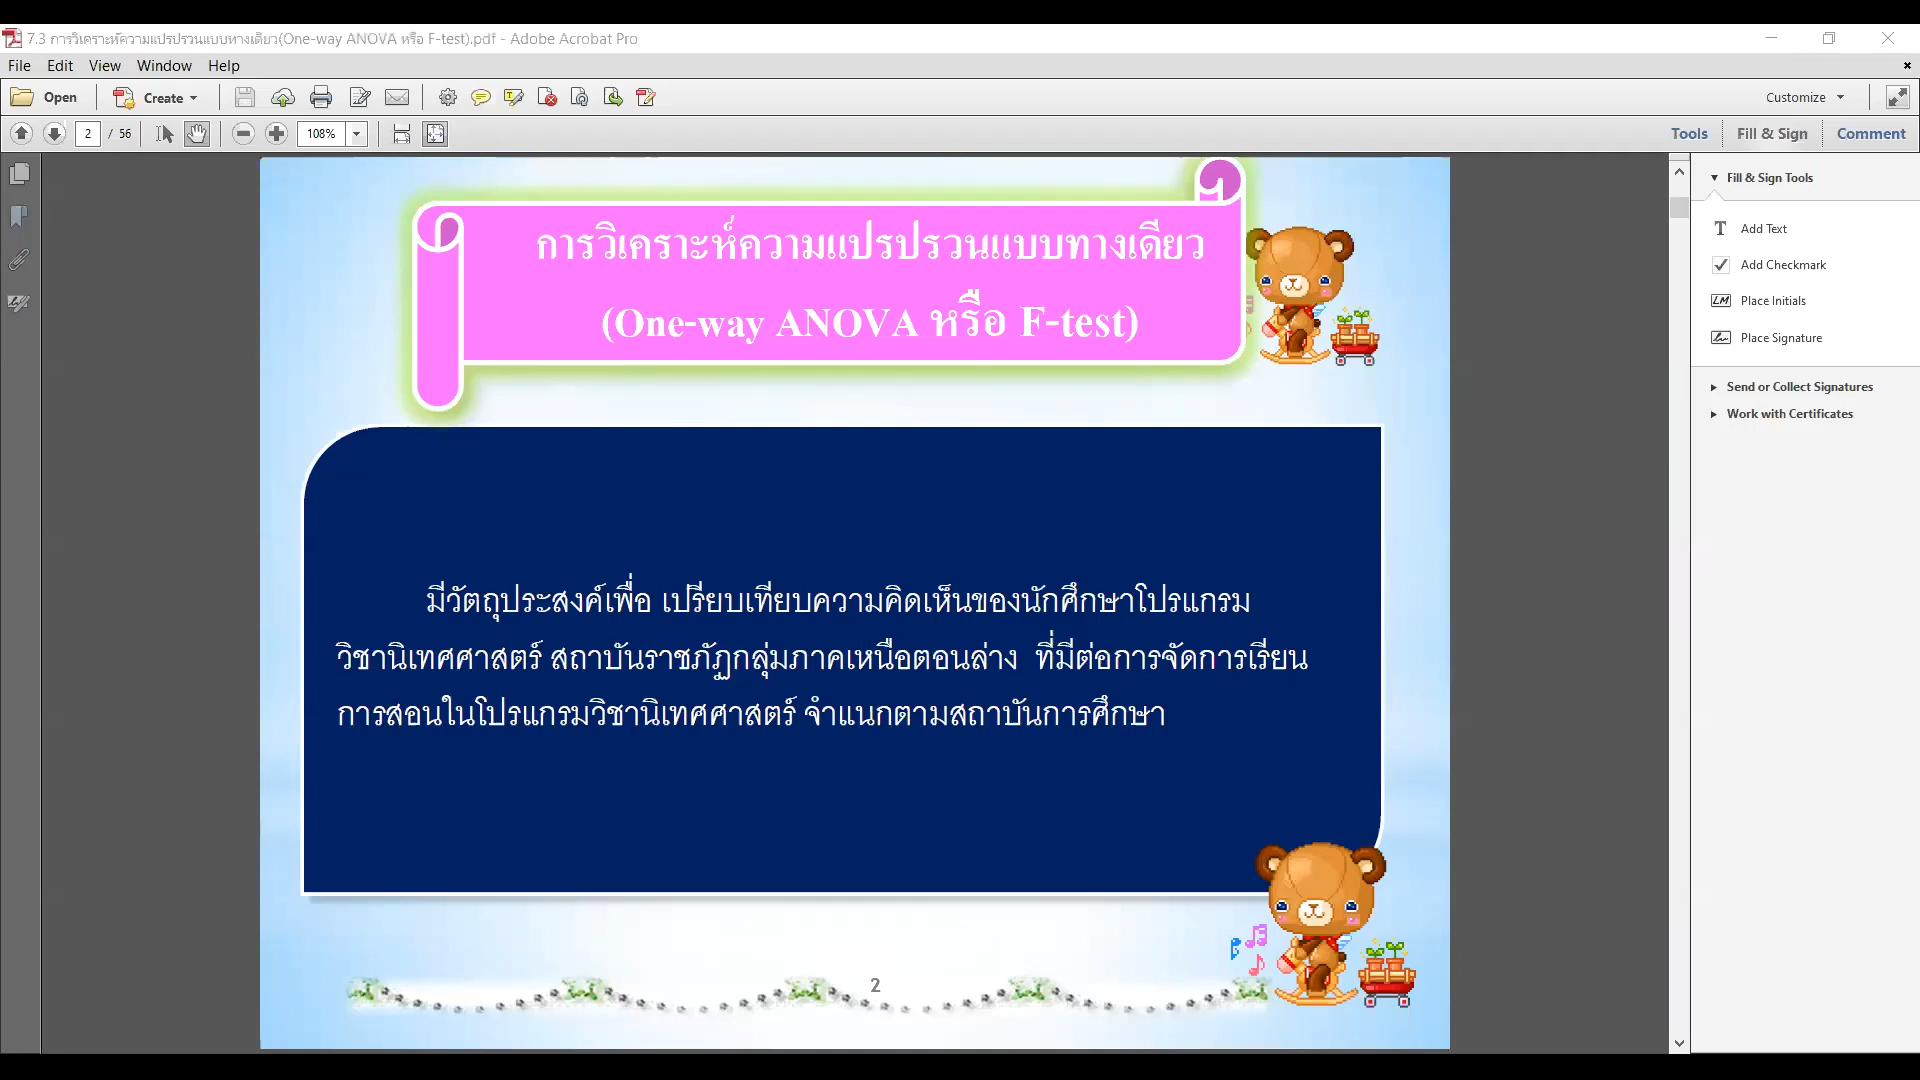 7.3 การวิเคราะห์ความแปรปรวนแบบทางเดียว(One-way ANOVA หรือ F-test).pdf - Adobe Acrobat Pro
File Edit View Window Help
Open Create Customize
2 / 56 108% Tools Fill & Sign Comment
Fill & Sign Tools
Add Text
Add Checkmark
Place Initials
Place Signature
Send or Collect Signatures
Work with Certificates
การวิเคราะห์ความแปรปรวนแบบทางเดียว
(One-way ANOVA หรือ F-test)
มีวัตถุประสงค์เพื่อ เปรียบเทียบความคิดเห็นของนักศึกษาโปรแกรม
วิชานิเทศศาสตร์ สถาบันราชภัฏกลุ่มภาคเหนือตอนล่าง ที่มีต่อการจัดการเรียน
การสอนในโปรแกรมวิชานิเทศศาสตร์ จำแนกตามสถาบันการศึกษา
2